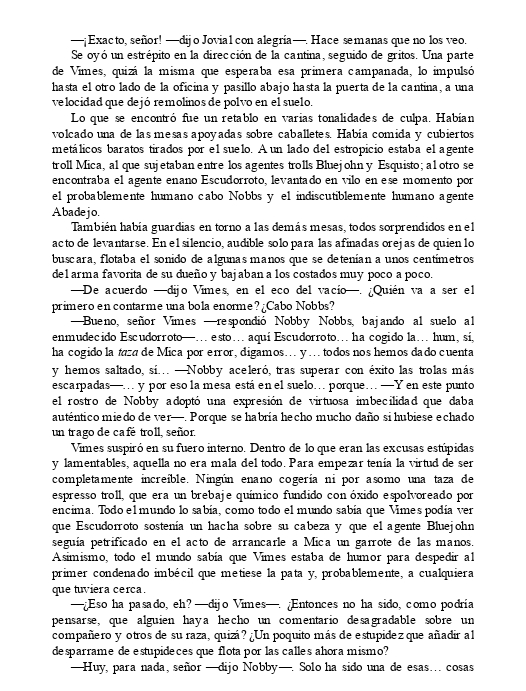 —¡Exacto, señor! —dijo Jovial con alegría—. Hace semanas que no los veo.
Se oyó un estrépito en la dirección de la cantina, seguido de gritos. Una parte
de Vimes, quizá la misma que esperaba esa primera campanada, lo impulsó
hasta el otro lado de la oficina y pasillo abajo hasta la puerta de la cantina, a una
velocidad que dejó remolinos de polvo en el suelo.
Lo que se encontró fue un retablo en varias tonalidades de culpa. Habían
volcado una de las mesas apoyadas sobre caballetes. Había comida y cubiertos
metálicos baratos tirados por el suelo. A un lado del estropicio estaba el agente
troll Mica, al que sujetaban entre los agentes trolls Bluejohn y Esquisto; al otro se
encontraba el agente enano Escudorroto, levantado en vilo en ese momento por
el probablemente humano cabo Nobbs y el indiscutiblemente humano agente
Abadejo.
También había guardias en torno a las demás mesas, todos sorprendidos en el
acto de levantarse. En el silencio, audible solo para las afinadas orejas de quien lo
buscara, flotaba el sonido de algunas manos que se detenían a unos centímetros
del arma favorita de su dueño y bajaban a los costados muy poco a poco.
—De acuerdo —dijo Vimes, en el eco del vacío—. ¿Quién va a ser el
primero en contarme una bola enorme? ¿Cabo Nobbs?
—Bueno, señor Vimes —respondió Nobby Nobbs, bajando al suelo al
enmudecido Escudorroto—… esto… aquí Escudorroto… ha cogido la… hum, sí,
ha cogido la taza de Mica por error, digamos… y… todos nos hemos dado cuenta
y hemos saltado, sí… —Nobby aceleró, tras superar con éxito las trolas más
escarpadas—… y por eso la mesa está en el suelo… porque… —Y en este punto
el rostro de Nobby adoptó una expresión de virtuosa imbecilidad que daba
auténtico miedo de ver—. Porque se habría hecho mucho daño si hubiese echado
un trago de café troll, señor.
Vimes suspiró en su fuero interno. Dentro de lo que eran las excusas estúpidas
y lamentables, aquella no era mala del todo. Para empezar tenía la virtud de ser
completamente increíble. Ningún enano cogería ni por asomo una taza de
espresso troll, que era un brebaje químico fundido con óxido espolvoreado por
encima. Todo el mundo lo sabía, como todo el mundo sabía que Vimes podía ver
que Escudorroto sostenía un hacha sobre su cabeza y que el agente Bluejohn
seguía petrificado en el acto de arrancarle a Mica un garrote de las manos.
Asimismo, todo el mundo sabía que Vimes estaba de humor para despedir al
primer condenado imbécil que metiese la pata y, probablemente, a cualquiera
que tuviera cerca.
—¿Eso ha pasado, eh? —dijo Vimes—. ¿Entonces no ha sido, como podría
pensarse, que alguien haya hecho un comentario desagradable sobre un
compañero y otros de su raza, quizá? ¿Un poquito más de estupidez que añadir al
desparrame de estupideces que flota por las calles ahora mismo?
—Huy, para nada, señor —dijo Nobby—. Solo ha sido una de esas… cosas